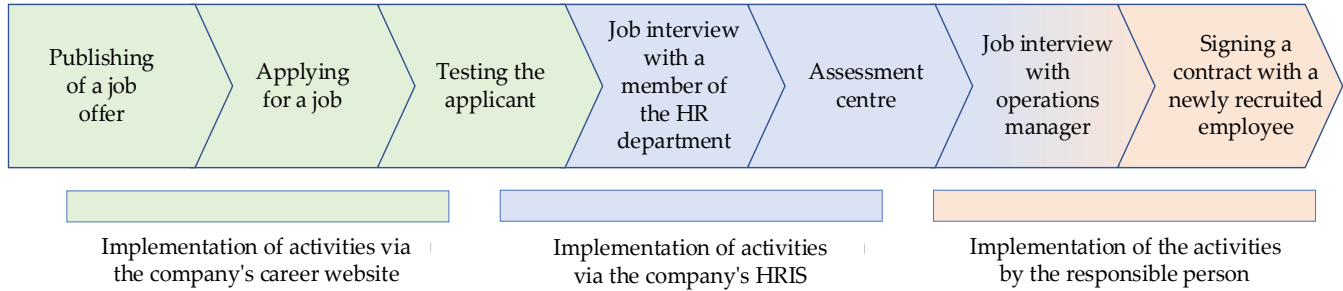 Publishing
of a job
offer
Applying
for a job
Testing the
applicant
Job interview
with a
member of
the HR
department
Assessment
centre
Job interview
with
operations
manager
Signing a
contract with a
newly recruited
employee
Implementation of activities via
the company's career website
Implementation of activities
via the company's HRIS
Implementation of the activities
by the responsible person